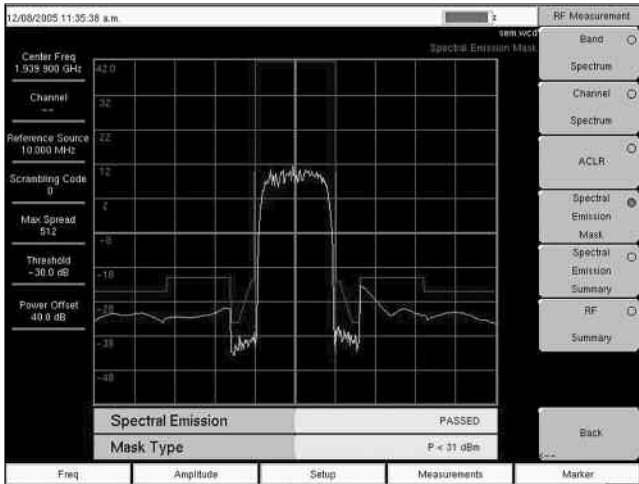 12/08/2005 11:35:38 a.m.
RF Measurement
sem.wcd
Spectral Emission Mask
Center Freq
1.939 900 GHz
Channel
--
Reference Source
10.000 MHz
Scrambling Code
0
Max Spread
512
Threshold
-30.0 dB
Power Offset
40.0 dB
42.0
32
22
12
2
-8
-18
-28
-38
-48
Band
Spectrum
Channel
Spectrum
ACLR
Spectral
Emission
Mask
Spectral
Emission
Summary
RF
Summary
Back
<--
Spectral Emission PASSED
Mask Type P < 31 dBm
Freq Amplitude Setup Measurements Marker